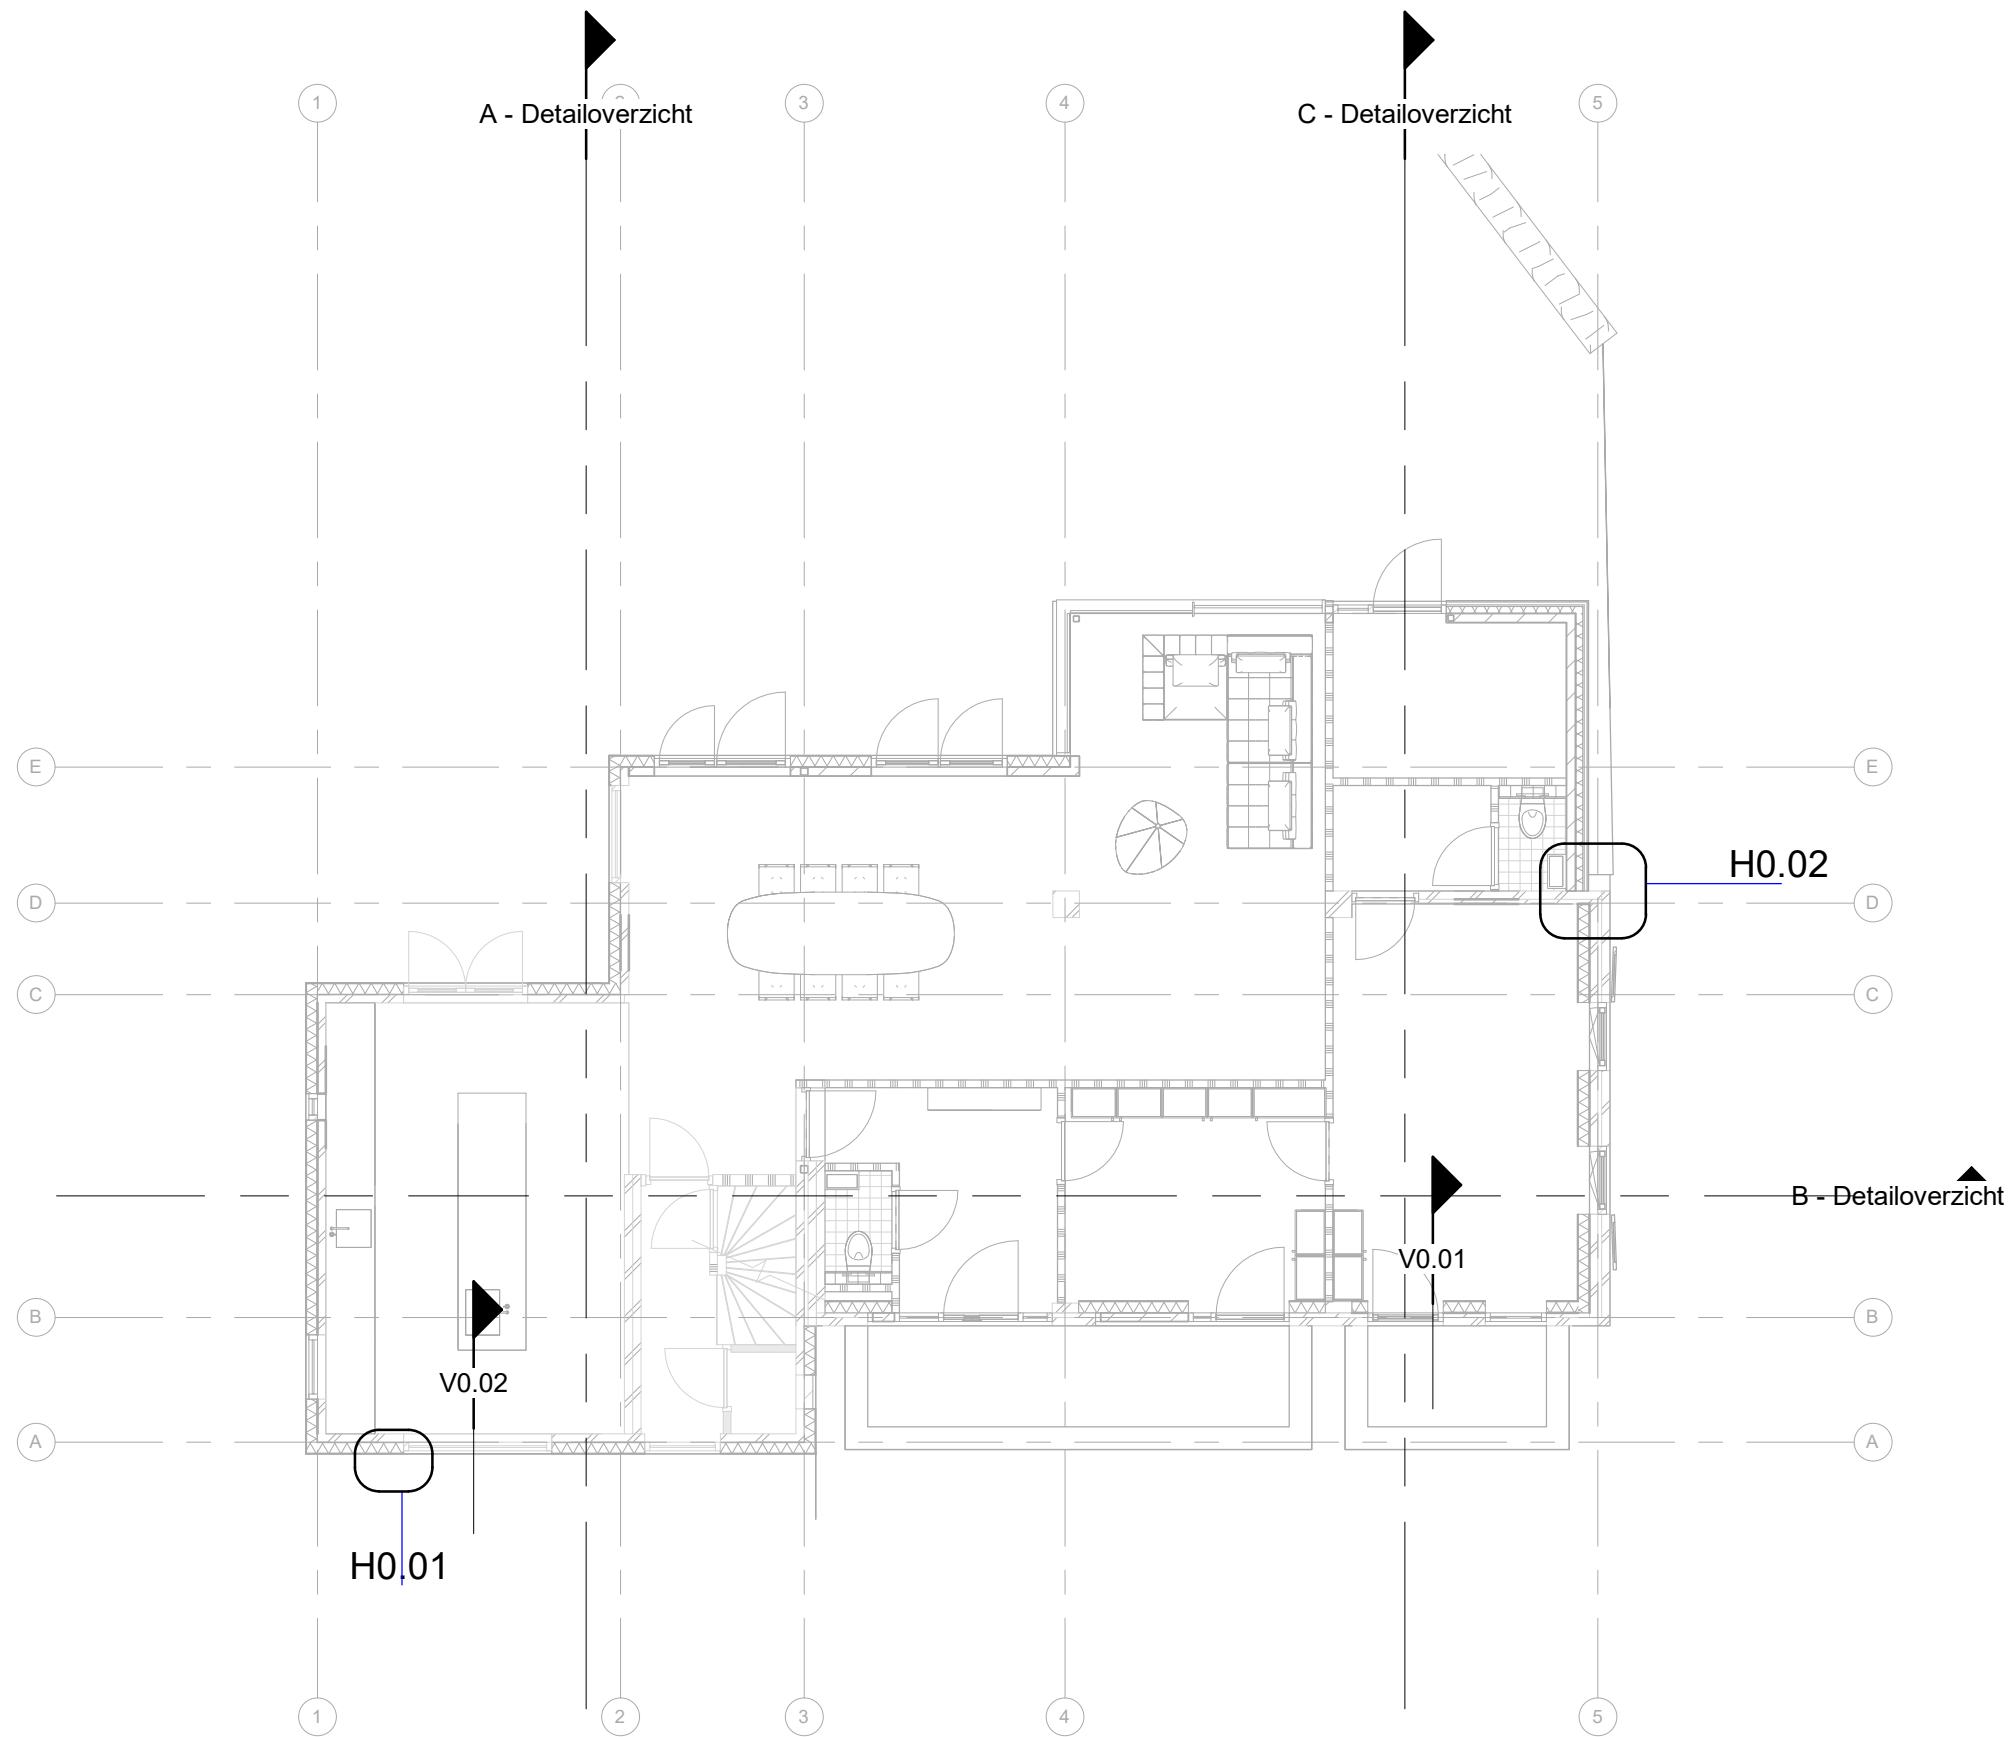 1
A - Detailoverzicht
3
4
C - Detailoverzicht
5
E
E
H0.02
D
D
C
C
B - Detailoverzicht
V0.01
B
B
V0.02
A
A
H0.01
1
2
3
4
5